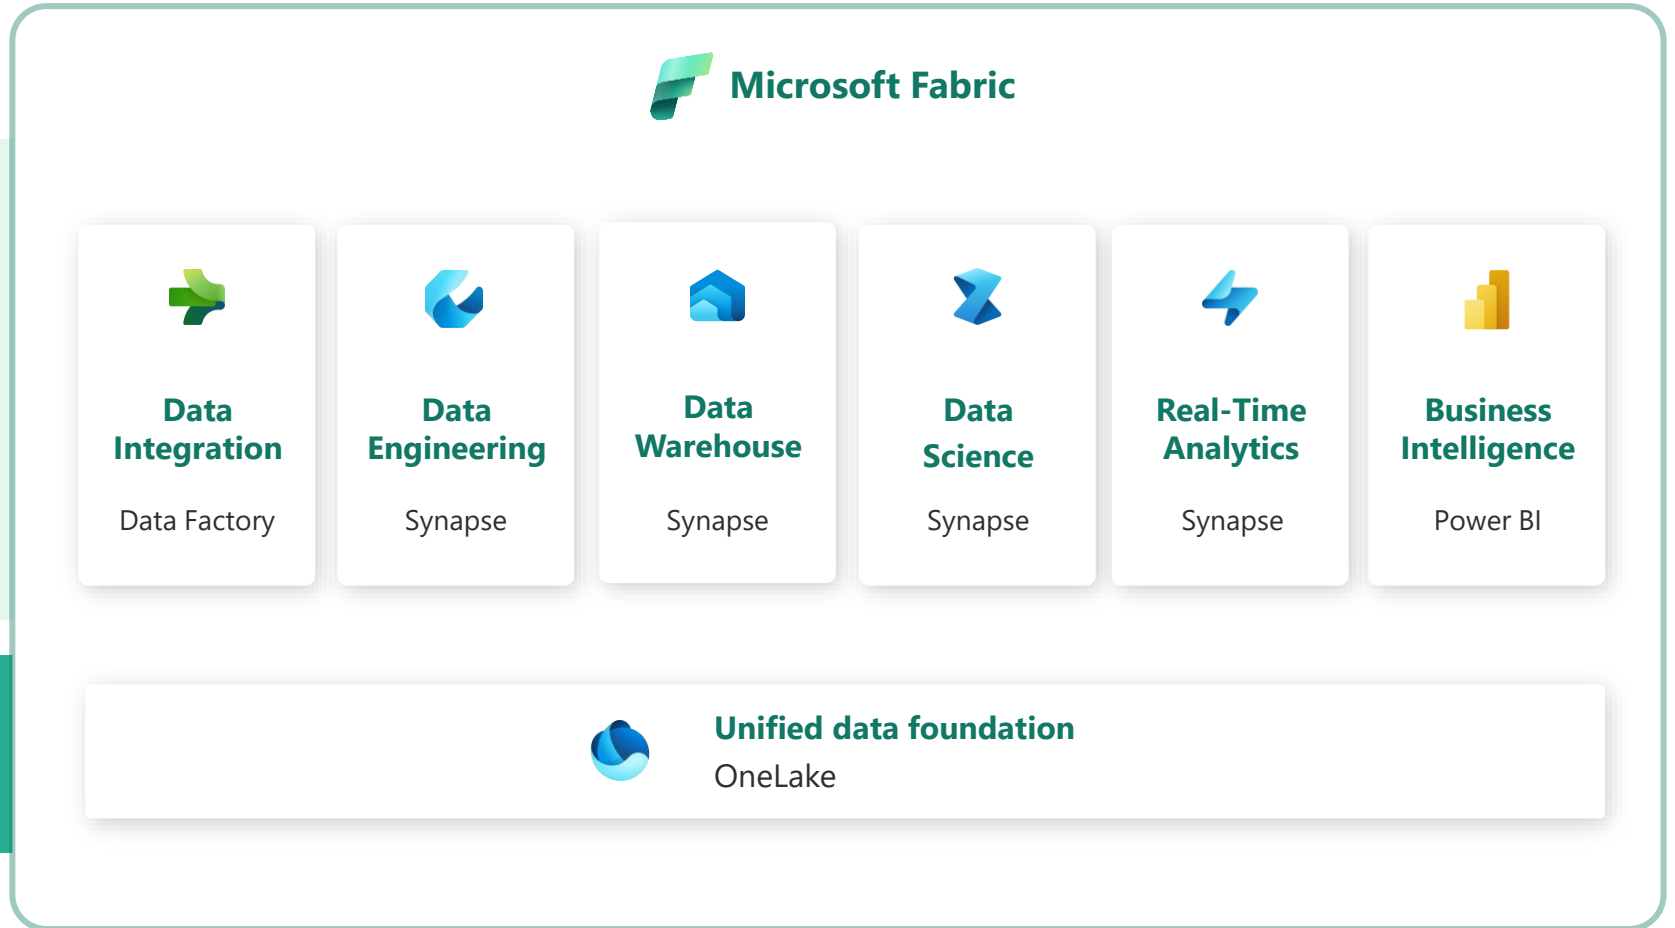 Microsoft Fabric
Data
Integration
Data Factory
Data
Engineering
Synapse
Data
Warehouse
Synapse
Data
Science
Synapse
Real-Time
Analytics
Synapse
Business
Intelligence
Power BI
Unified data foundation
OneLake